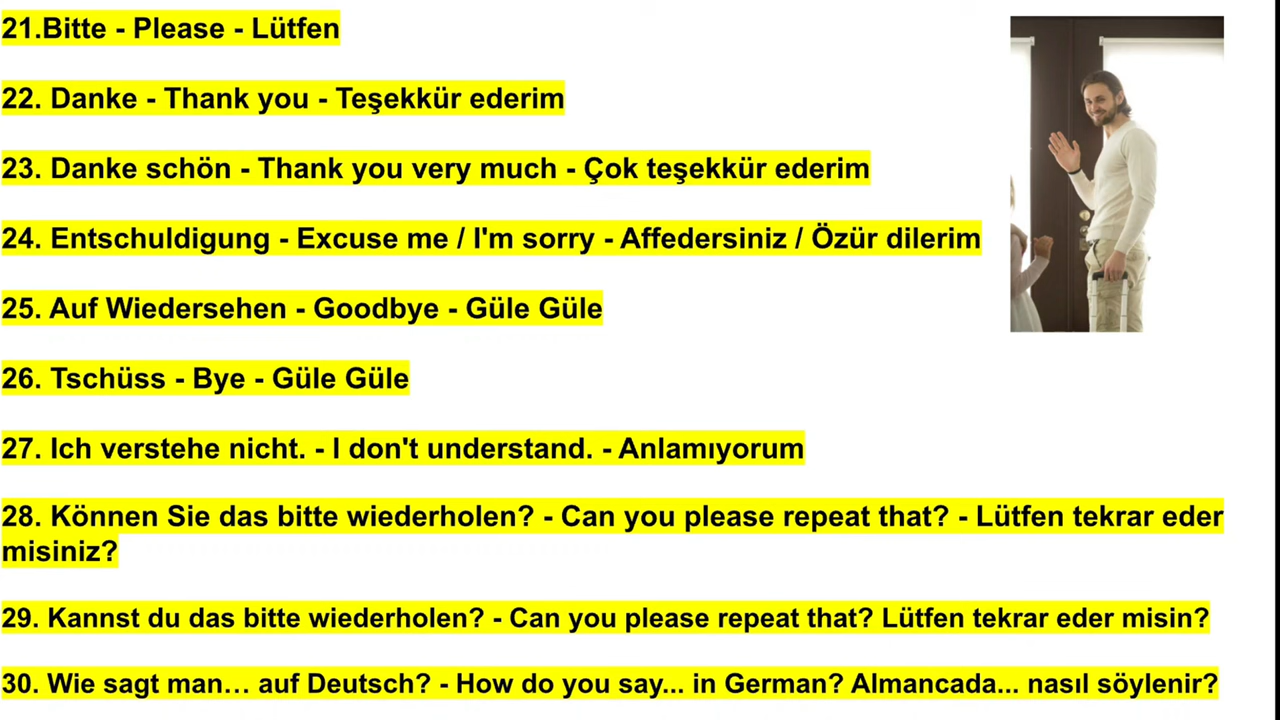 21.Bitte - Please - Lütfen
22. Danke - Thank you - Teşekkür ederim
23. Danke schön - Thank you very much - Çok teşekkür ederim
24. Entschuldigung - Excuse me / I'm sorry - Affedersiniz / Özür dilerim
25. Auf Wiedersehen - Goodbye - Güle Güle
26. Tschüss - Bye - Güle Güle
27. Ich verstehe nicht. - I don't understand. - Anlamıyorum
28. Können Sie das bitte wiederholen? - Can you please repeat that? - Lütfen tekrar eder
misiniz?
29. Kannst du das bitte wiederholen? - Can you please repeat that? Lütfen tekrar eder misin?
30. Wie sagt man… auf Deutsch? - How do you say... in German? Almancada... nasıl söylenir?